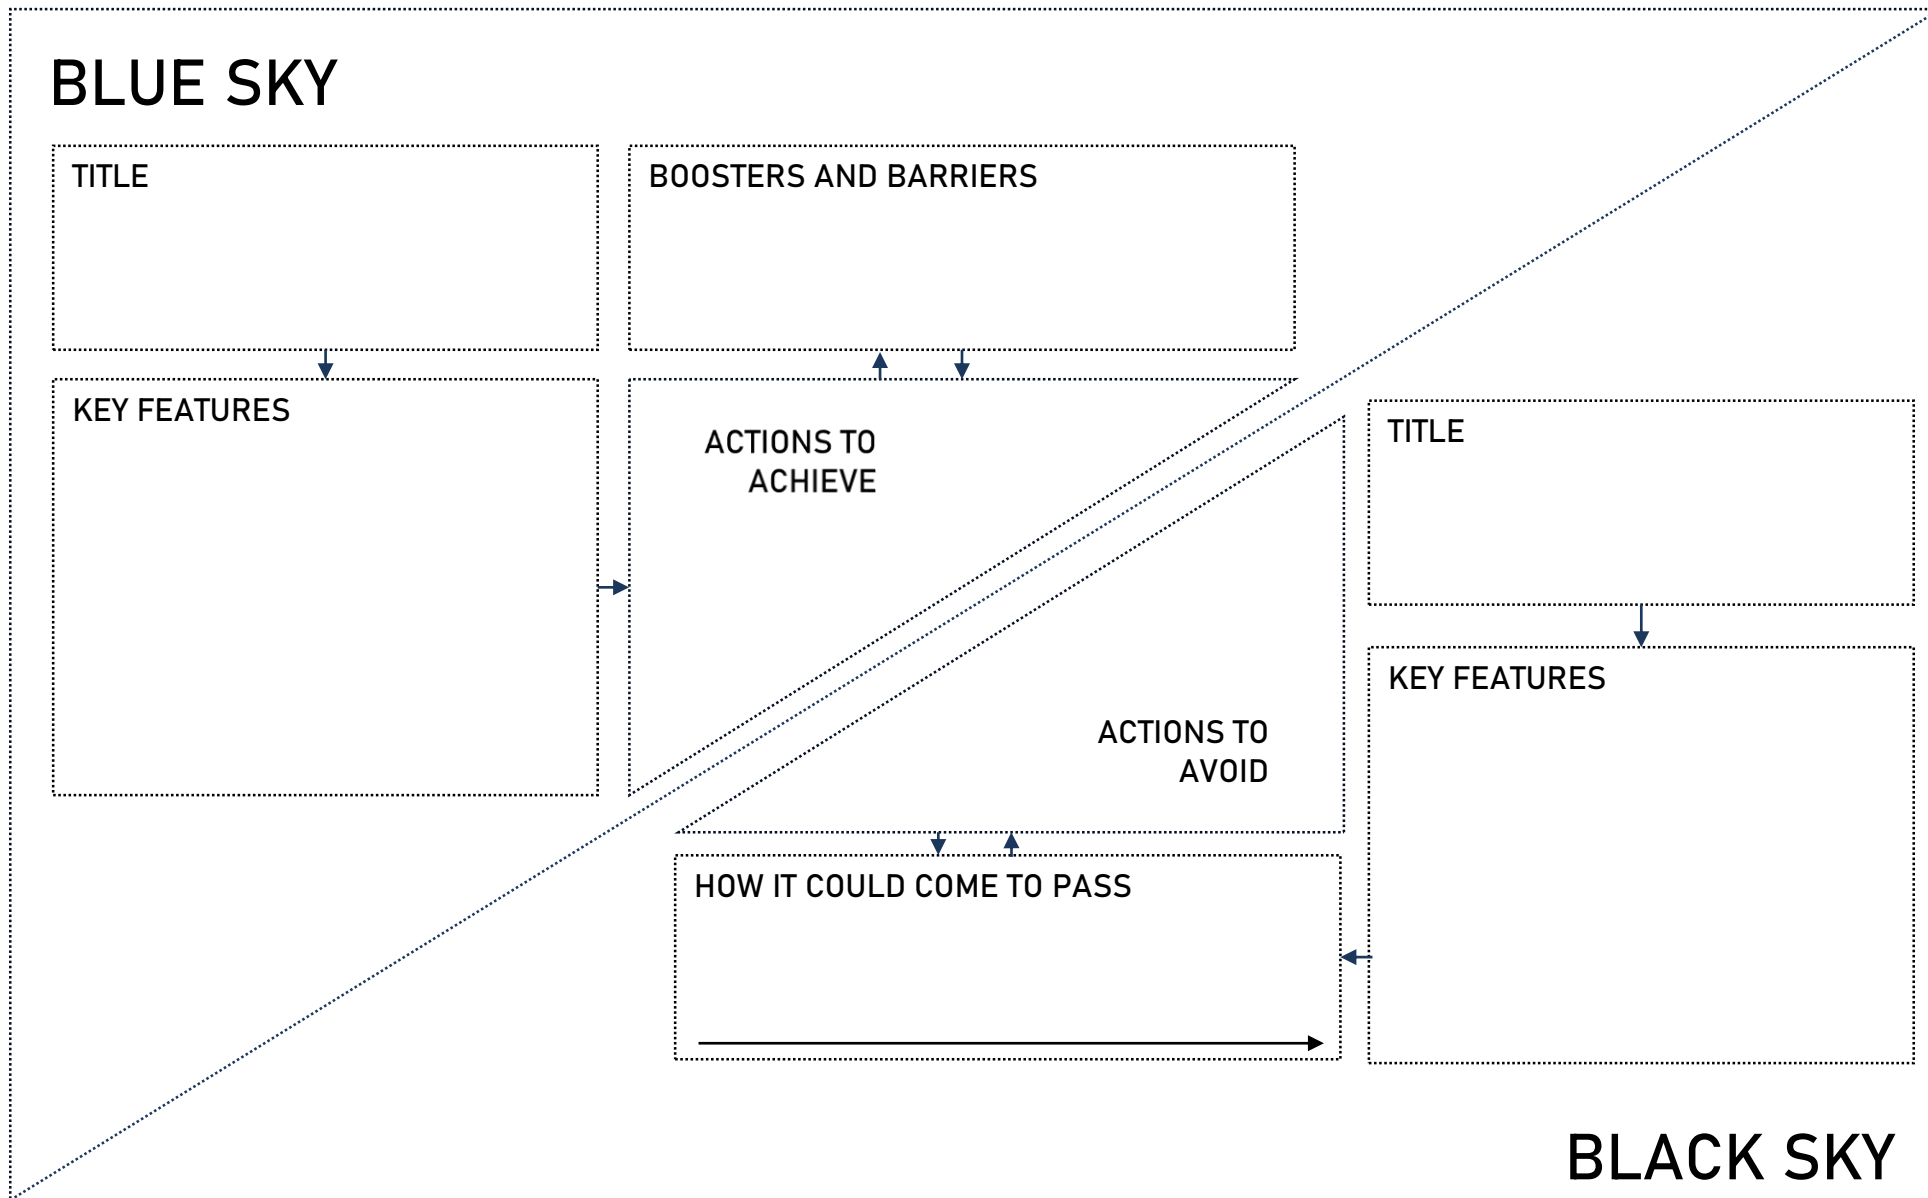 BLUE SKY
TITLE
BOOSTERS AND BARRIERS
KEY FEATURES
ACTIONS TO
ACHIEVE
TITLE
KEY FEATURES
ACTIONS TO
AVOID
HOW IT COULD COME TO PASS
BLACK SKY